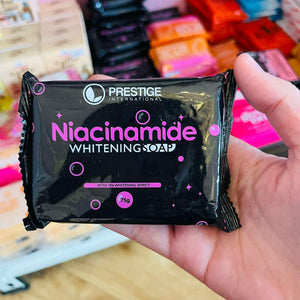 PRESTIGE
INTERNATIONAL
Niacinamide
WHITENING SOAP
WITH 10X WHITENING EFFECT
75g